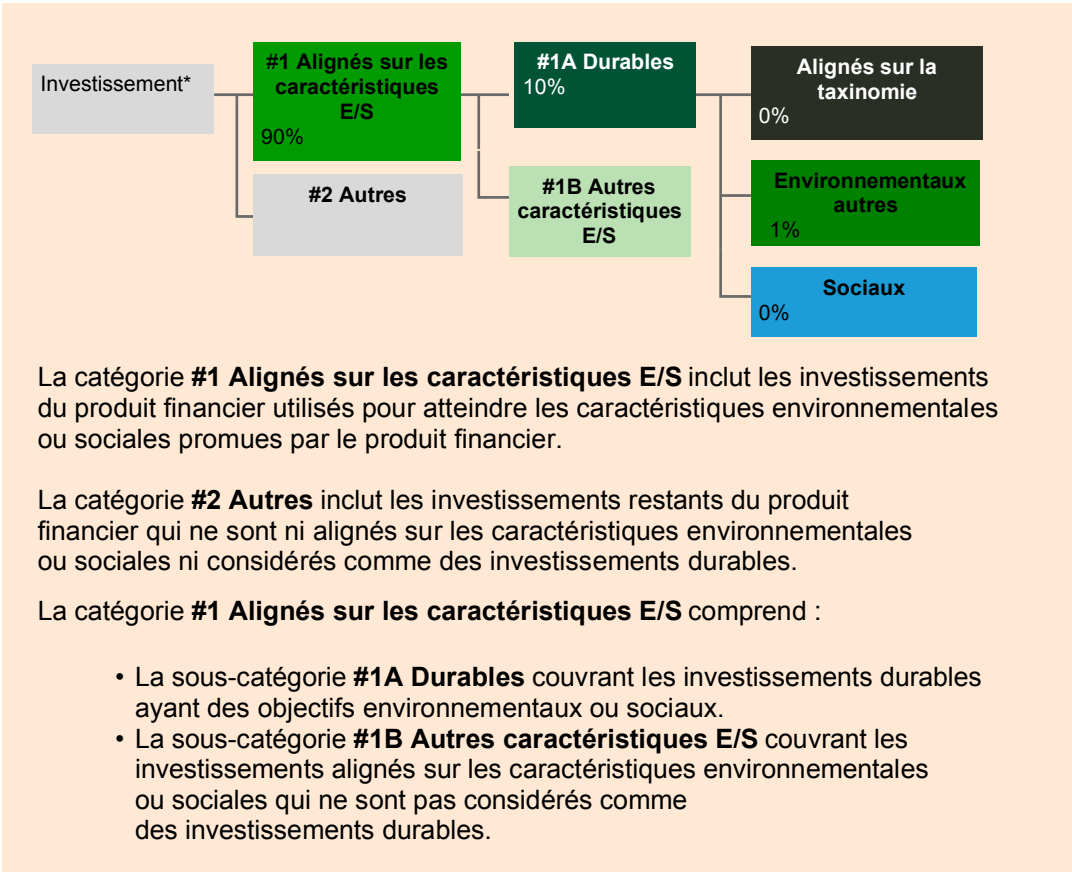 Investissement*
#1 Alignés sur les
caractéristiques
E/S
90%
#2 Autres
#1A Durables
10%
#1B Autres
caractéristiques
E/S
Alignés sur la
taxinomie
0%
Environnementaux
autres
1%
Sociaux
0%
La catégorie #1 Alignés sur les caractéristiques E/S inclut les investissements
du produit financier utilisés pour atteindre les caractéristiques environnementales
ou sociales promues par le produit financier.
La catégorie #2 Autres inclut les investissements restants du produit
financier qui ne sont ni alignés sur les caractéristiques environnementales
ou sociales ni considérés comme des investissements durables.
La catégorie #1 Alignés sur les caractéristiques E/S comprend :
• La sous-catégorie #1A Durables couvrant les investissements durables
ayant des objectifs environnementaux ou sociaux.
• La sous-catégorie #1B Autres caractéristiques E/S couvrant les
investissements alignés sur les caractéristiques environnementales
ou sociales qui ne sont pas considérés comme
des investissements durables.